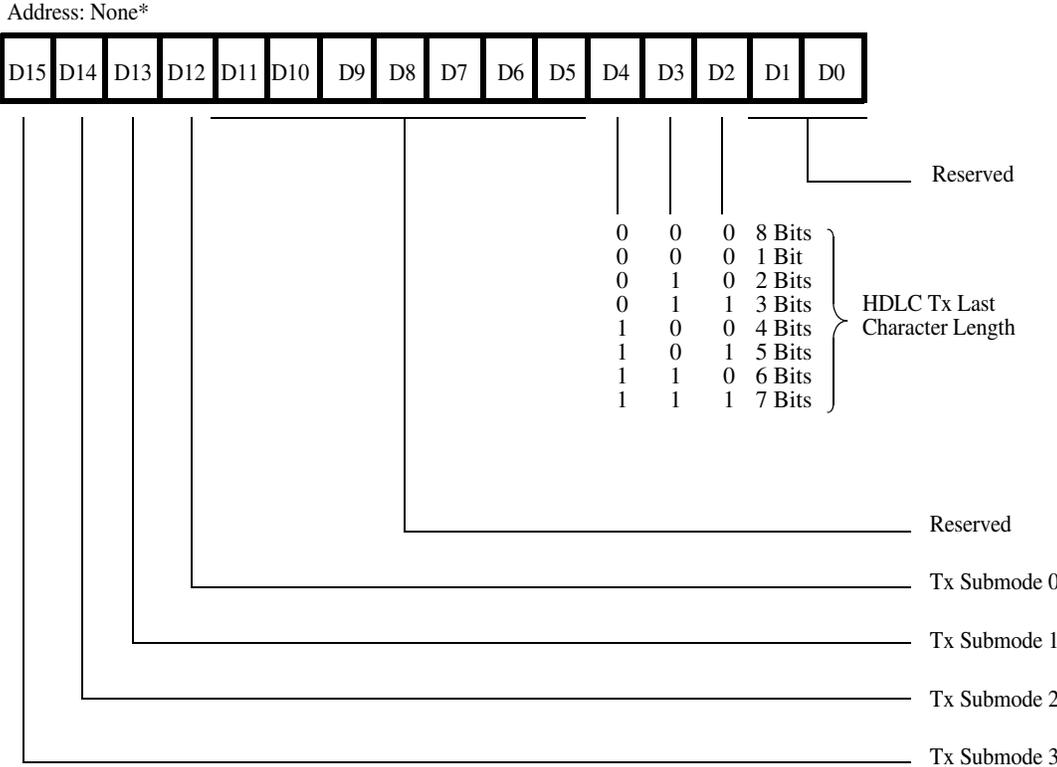 Address: None*
D15 D14 D13 D12 D11 D10 D9 D8 D7 D6 D5 D4 D3 D2 D1 D0
Reserved
0 0 0 8 Bits
0 0 0 1 Bit
0 1 0 2 Bits
0 1 1 3 Bits
1 0 0 4 Bits
1 0 1 5 Bits
1 1 0 6 Bits
1 1 1 7 Bits
HDLC Tx Last
Character Length
Reserved
Tx Submode 0
Tx Submode 1
Tx Submode 2
Tx Submode 3